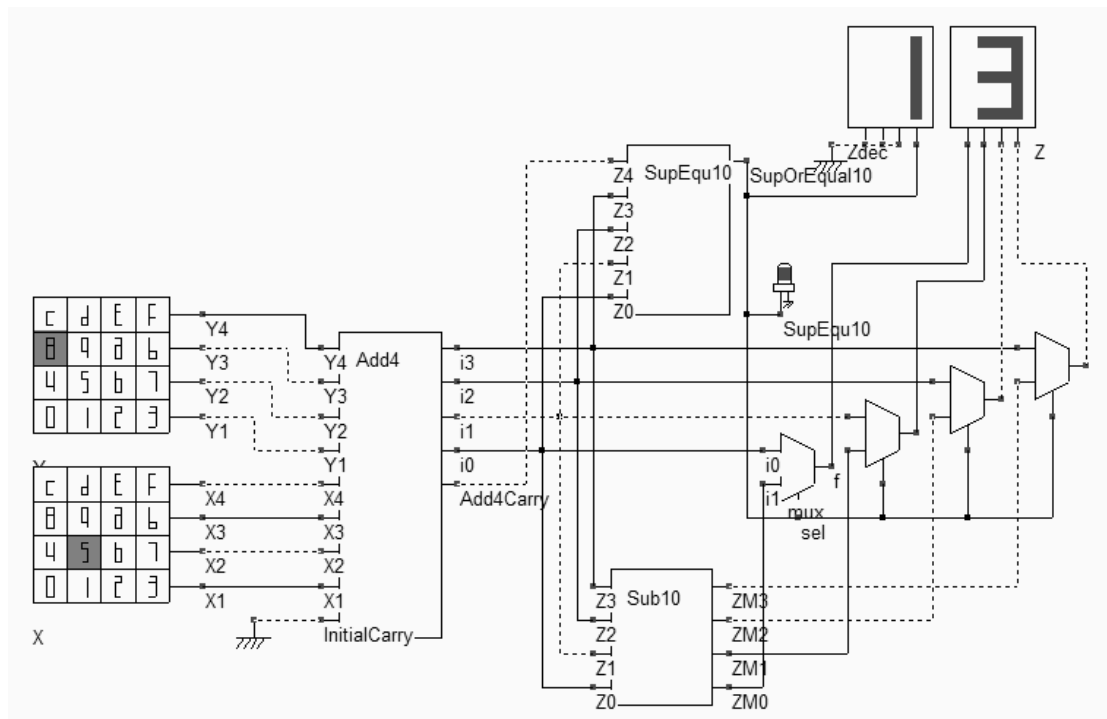 1 3
Zdec Z
SupEqu10 SupOrEqual10
Z4
Z3
Z2
Z1
Z0
SupEqu10
C d E F
8 9 a b
4 5 6 7
0 1 2 3
Y4
Y3
Y2
Y1
Y
C d E F
8 9 a b
4 5 6 7
0 1 2 3
X4
X3
X2
X1
X
Add4
Y4
Y3
Y2
Y1
X4
X3
X2
X1
InitialCarry
i3
i2
i1
i0
Add4Carry
i0
i1
f
mux
sel
Sub10
Z3
Z2
Z1
Z0
ZM3
ZM2
ZM1
ZM0